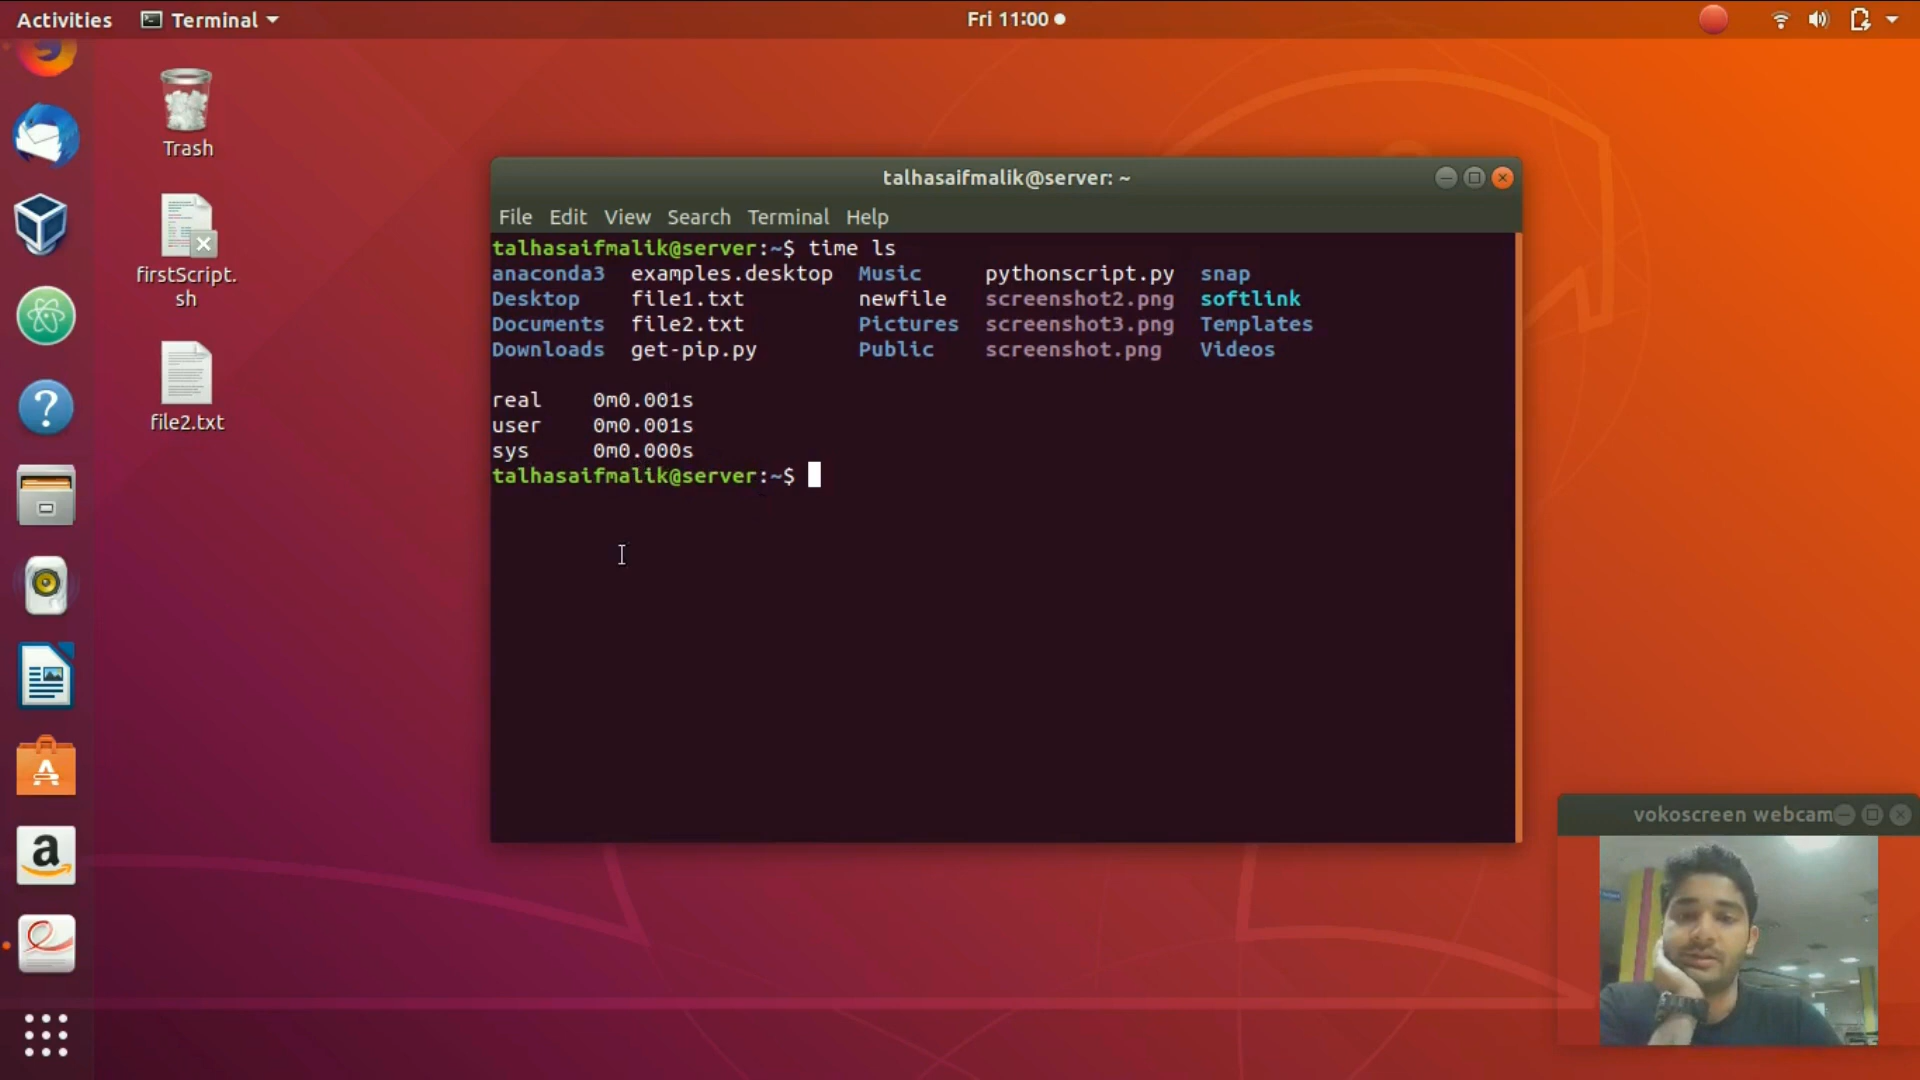 Activities Terminal Fri 11:00
Trash
firstScript.
sh
file2.txt
talhasaifmalik@server: ~
File Edit View Search Terminal Help
talhasaifmalik@server:~$ time ls
anaconda3 examples.desktop Music pythonscript.py snap
Desktop file1.txt newfile screenshot2.png softlink
Documents file2.txt Pictures screenshot3.png Templates
Downloads get-pip.py Public screenshot.png Videos
real 0m0.001s
user 0m0.001s
sys 0m0.000s
talhasaifmalik@server:~$
vokoscreen webcam